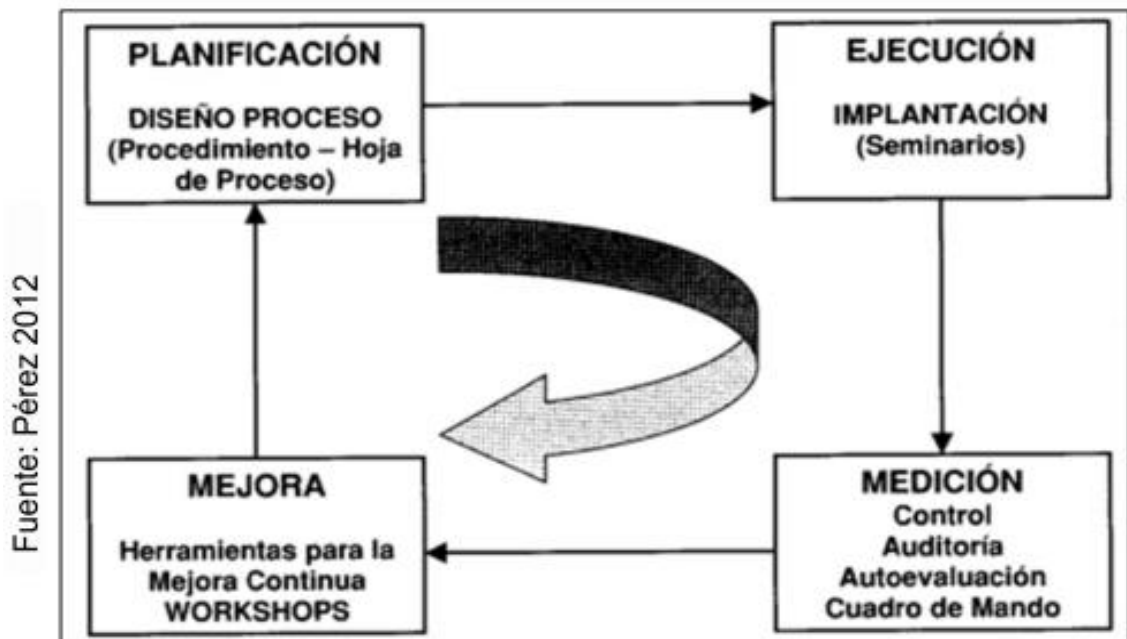 PLANIFICACIÓN
DISEÑO PROCESO
(Procedimiento – Hoja
de Proceso)
EJECUCIÓN
IMPLANTACIÓN
(Seminarios)
MEJORA
Herramientas para la
Mejora Continua
WORKSHOPS
MEDICIÓN
Control
Auditoría
Autoevaluación
Cuadro de Mando
Fuente: Pérez 2012